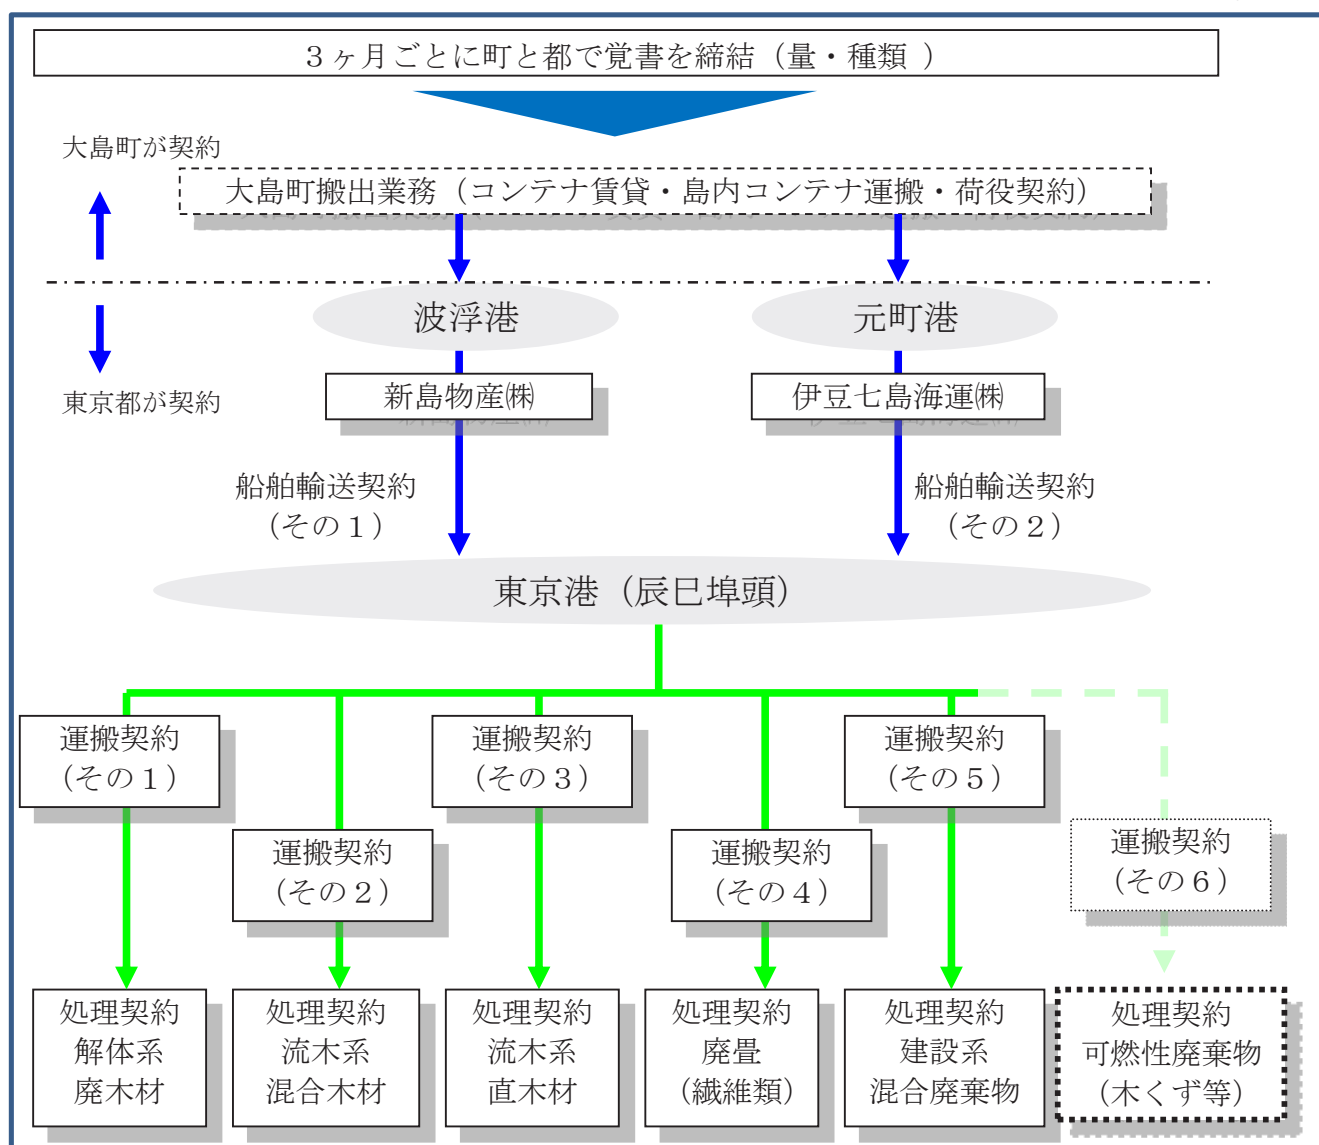 ３ヶ月ごとに町と都で覚書を締結（量・種類 ）
大島町が契約
大島町搬出業務（コンテナ賃貸・島内コンテナ運搬・荷役契約）
波浮港
元町港
東京都が契約
新島物産㈱
伊豆七島海運㈱
船舶輸送契約
（その１）
船舶輸送契約
（その２）
東京港（辰巳埠頭）
運搬契約
（その１）
運搬契約
（その３）
運搬契約
（その５）
運搬契約
（その２）
運搬契約
（その４）
運搬契約
（その６）
処理契約
解体系
廃木材
処理契約
流木系
混合木材
処理契約
流木系
直木材
処理契約
廃畳
（繊維類）
処理契約
建設系
混合廃棄物
処理契約
可燃性廃棄物
（木くず等）